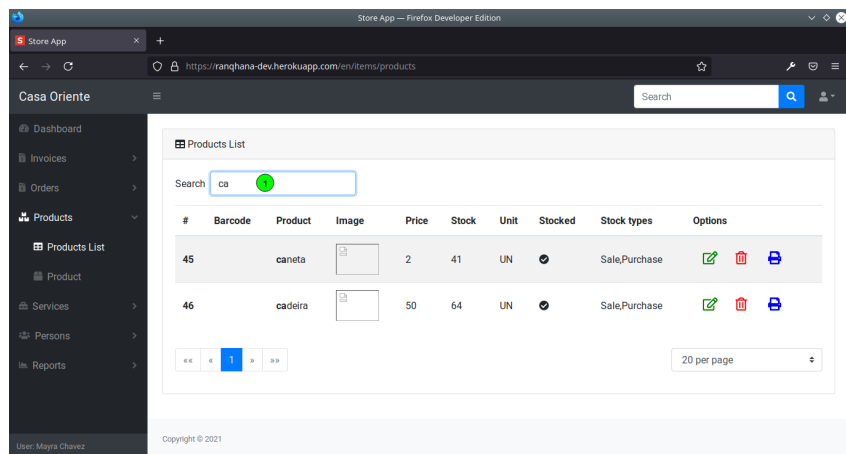 Store App — Firefox Developer Edition
S Store App × +
https://ranqhana-dev.herokuapp.com/en/items/products
Casa Oriente
Search
Dashboard
Invoices
Orders
Products
Products List
Product
Services
Persons
Reports
User: Mayra Chavez
Products List
Search ca 1
# Barcode Product Image Price Stock Unit Stocked Stock types Options
45 caneta 2 41 UN Sale,Purchase
46 cadeira 50 64 UN Sale,Purchase
«« « 1 » »»
20 per page
Copyright © 2021